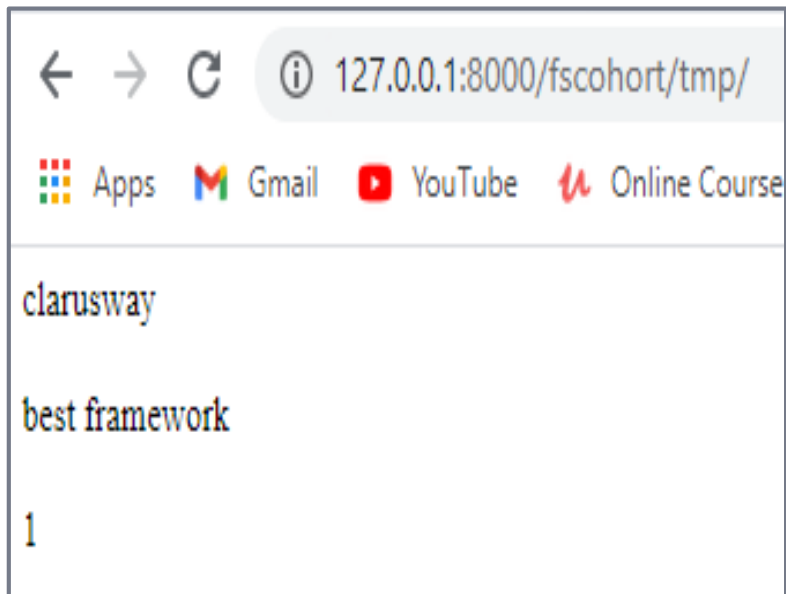 127.0.0.1:8000/fscohort/tmp/
Apps Gmail YouTube Online Course
clarusway
best framework
1